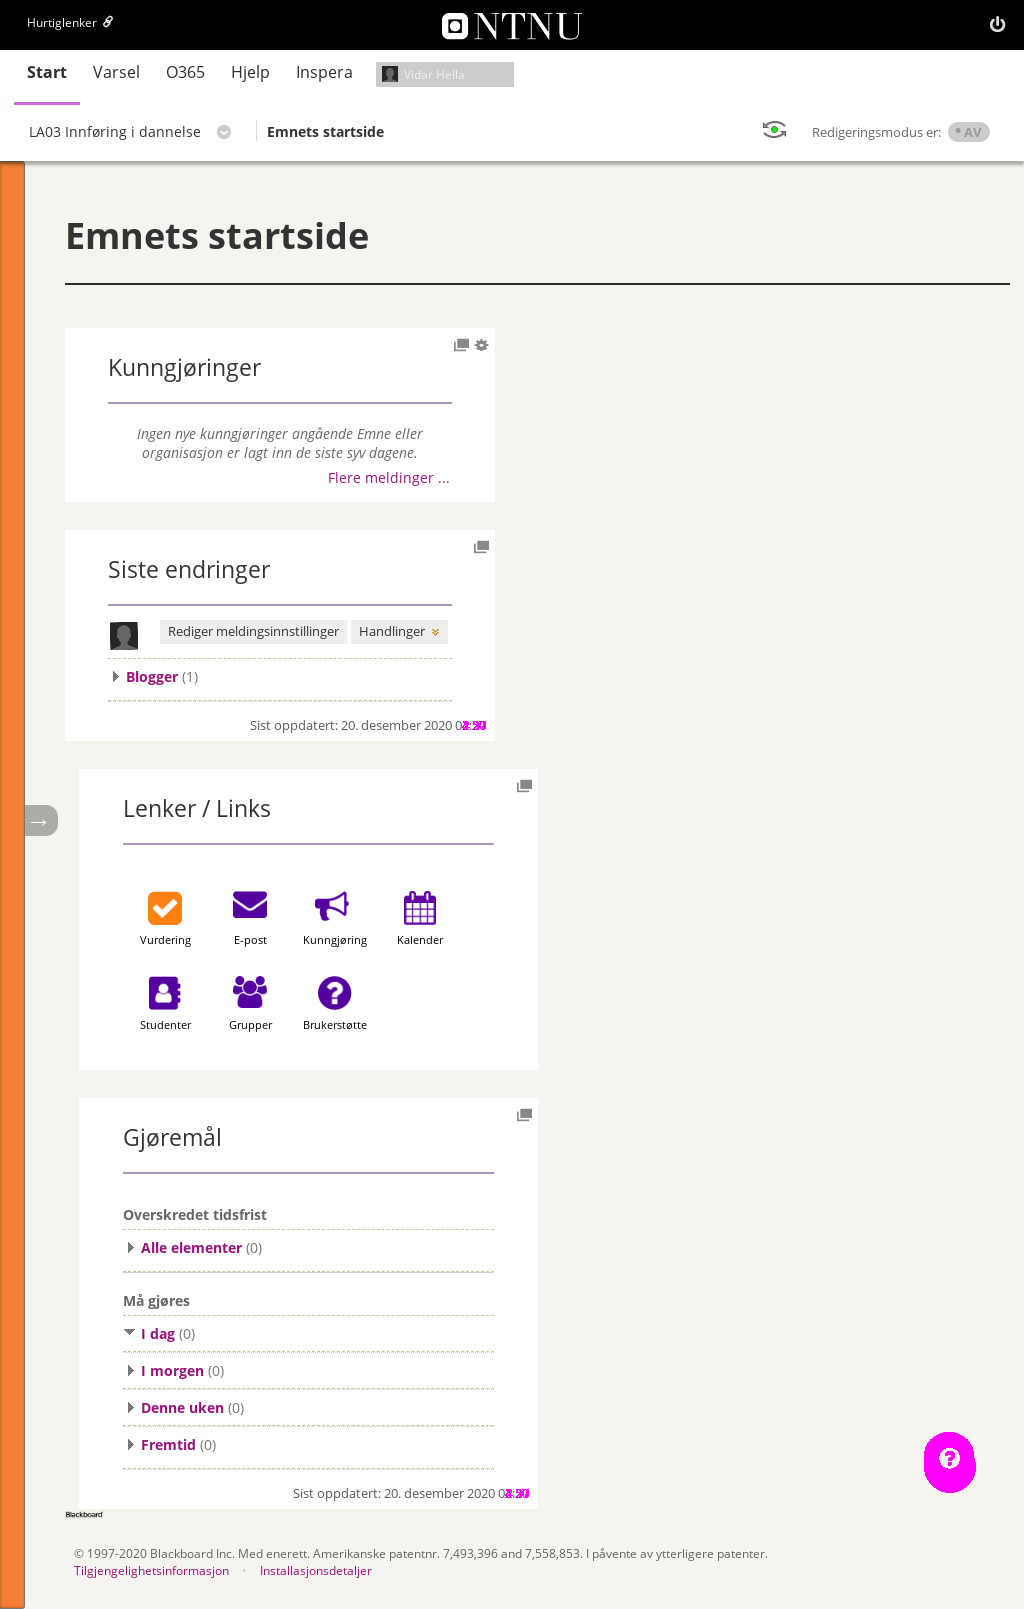 Hurtiglenker
NTNU
Start Varsel O365 Hjelp Inspera Vidar Hella
LA03 Innføring i dannelse Emnets startside Redigeringsmodus er: AV
Emnets startside
Kunngjøringer
Ingen nye kunngjøringer angående Emne eller
organisasjon er lagt inn de siste syv dagene.
Flere meldinger ...
Siste endringer
Rediger meldingsinnstillinger Handlinger
Blogger (1)
Sist oppdatert: 20. desember 2020
Lenker / Links
Vurdering E-post Kunngjøring Kalender
Studenter Grupper Brukerstøtte
Gjøremål
Overskredet tidsfrist
Alle elementer (0)
Må gjøres
I dag (0)
I morgen (0)
Denne uken (0)
Fremtid (0)
Sist oppdatert: 20. desember 2020
Blackboard
© 1997-2020 Blackboard Inc. Med enerett. Amerikanske patentnr. 7,493,396 and 7,558,853. I påvente av ytterligere patenter.
Tilgjengelighetsinformasjon • Installasjonsdetaljer